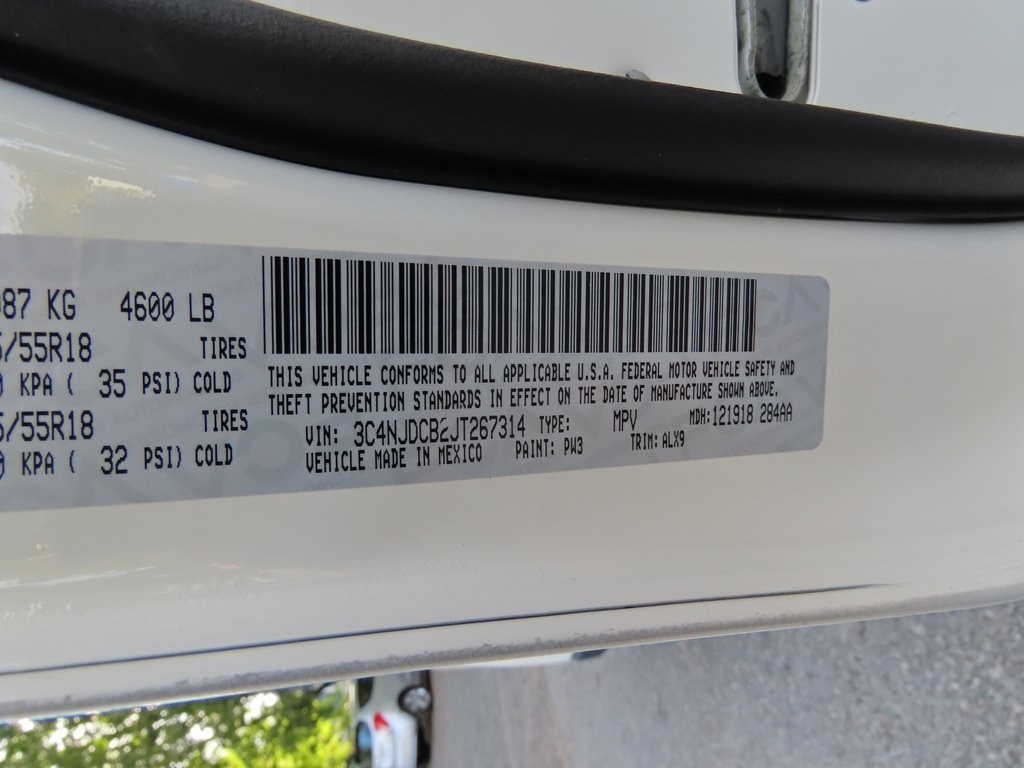 87 KG 4600 LB
/55R18 TIRES
KPA ( 35 PSI) COLD
/55R18 TIRES
KPA ( 32 PSI) COLD
THIS VEHICLE CONFORMS TO ALL APPLICABLE U.S.A. FEDERAL MOTOR VEHICLE SAFETY AND
THEFT PREVENTION STANDARDS IN EFFECT ON THE DATE OF MANUFACTURE SHOWN ABOVE.
VIN: 3C4NJDCB2JT267314 TYPE: MPV MDH:121918 284AA
VEHICLE MADE IN MEXICO PAINT: PW3 TRIM: ALX9